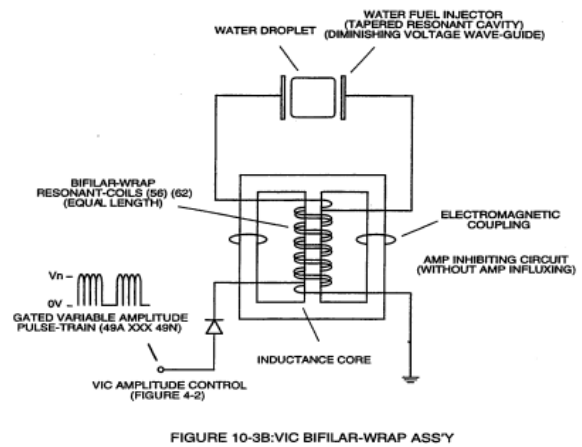 WATER FUEL INJECTOR
(TAPERED RESONANT CAVITY)
(DIMINISHING VOLTAGE WAVE-GUIDE)
WATER DROPLET
BIFILAR-WRAP
RESONANT-COILS (56) (62)
(EQUAL LENGTH)
ELECTROMAGNETIC
COUPLING
AMP INHIBITING CIRCUIT
(WITHOUT AMP INFLUXING)
Vn
0V
GATED VARIABLE AMPLITUDE
PULSE-TRAIN (49A XXX 49N)
INDUCTANCE CORE
VIC AMPLITUDE CONTROL
(FIGURE 4-2)
FIGURE 10-3B:VIC BIFILAR-WRAP ASS'Y